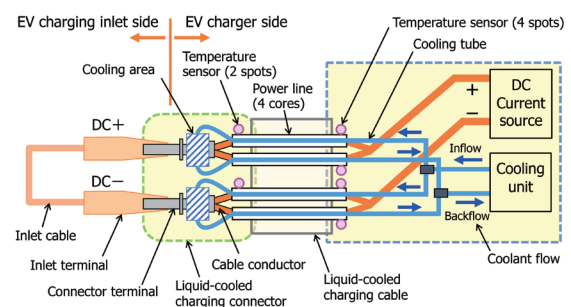 EV charging inlet side
EV charger side
Temperature sensor (4 spots)
Temperature
sensor (2 spots)
Cooling tube
Cooling area
Power line
(4 cores)
DC
Current
source
+
−
DC+
Inflow
DC−
Cooling
unit
Backflow
Inlet cable
Coolant flow
Inlet terminal
Cable conductor
Connector terminal
Liquid-cooled
charging connector
Liquid-cooled
charging cable